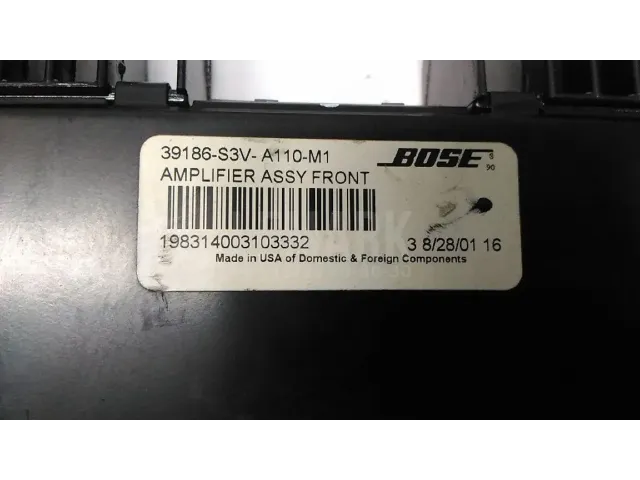 39186-S3V- A110-M1
BOSE
AMPLIFIER ASSY FRONT
198314003103332
3 8/28/01 16
Made in USA of Domestic & Foreign Components